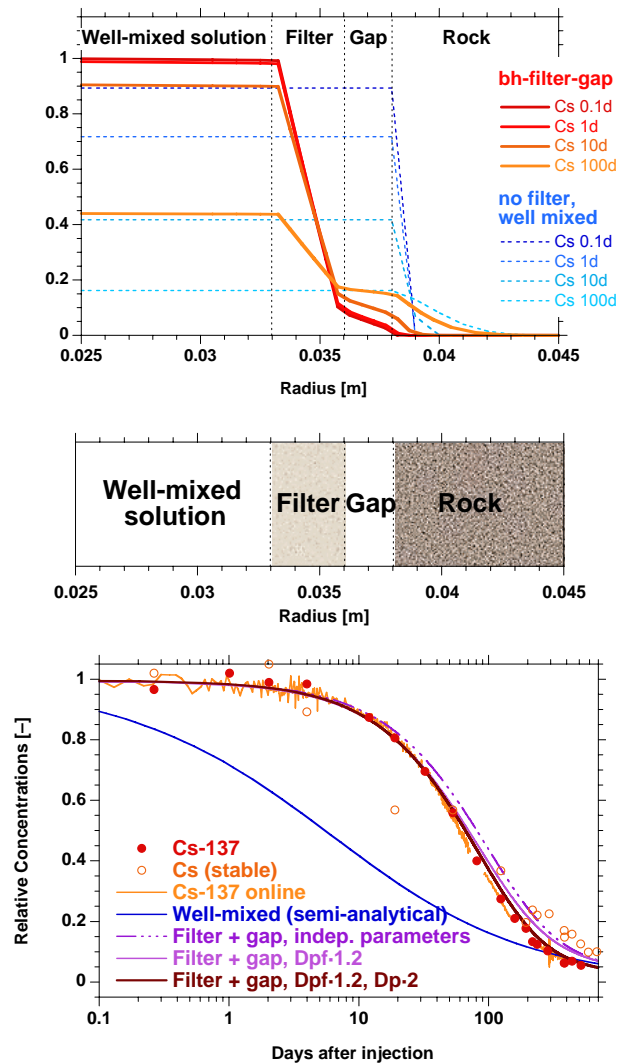 Well-mixed solution Filter Gap Rock
1
0.8
0.6
0.4
0.2
0
bh-filter-gap
Cs 0.1d
Cs 1d
Cs 10d
Cs 100d
no filter,
well mixed
Cs 0.1d
Cs 1d
Cs 10d
Cs 100d
0.025 0.03 0.035 0.04 0.045
Radius [m]
Well-mixed
solution
Filter Gap Rock
0.025 0.03 0.035 0.04 0.045
Radius [m]
Relative Concentrations [–]
1
0.8
0.6
0.4
0.2
0
Cs-137
Cs (stable)
Cs-137 online
Well-mixed (semi-analytical)
Filter + gap, indep. parameters
Filter + gap, Dpf·1.2
Filter + gap, Dpf·1.2, Dp·2
0.1 1 10 100
Days after injection